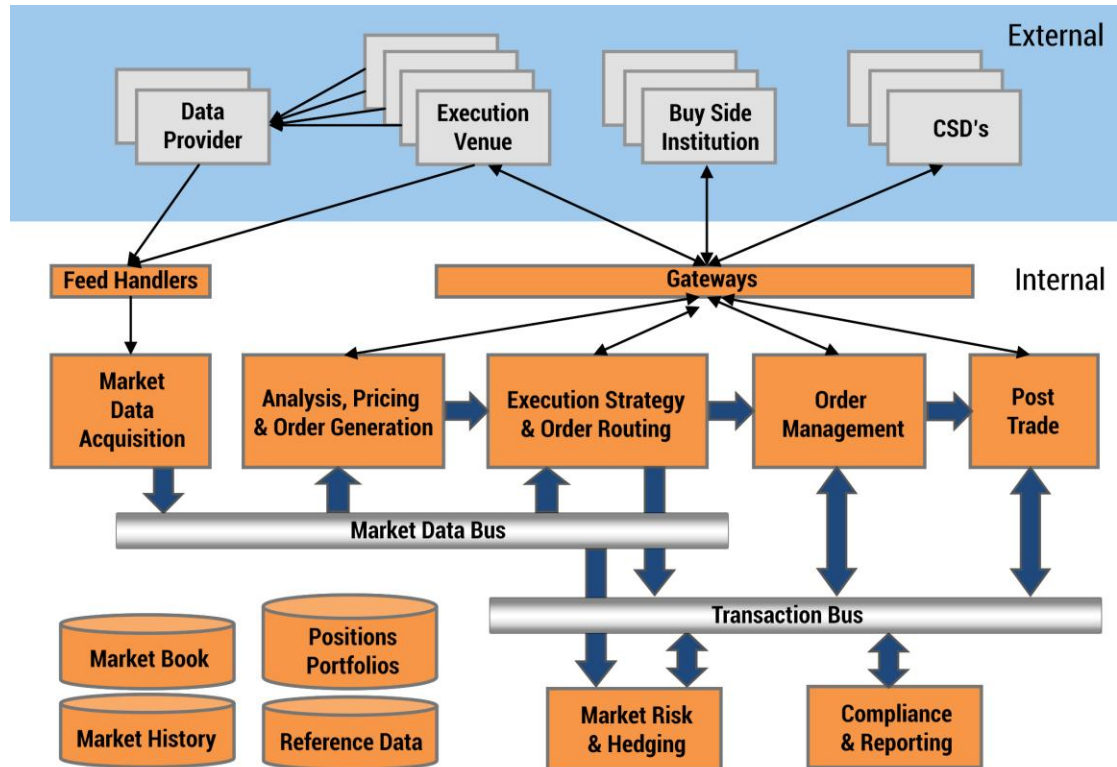 External
Data
Provider
Execution
Venue
Buy Side
Institution
CSD's
Feed Handlers
Gateways
Internal
Market
Data
Acquisition
Analysis, Pricing
& Order Generation
Execution Strategy
& Order Routing
Order
Management
Post
Trade
Market Data Bus
Transaction Bus
Market Book
Positions
Portfolios
Market History
Reference Data
Market Risk
& Hedging
Compliance
& Reporting